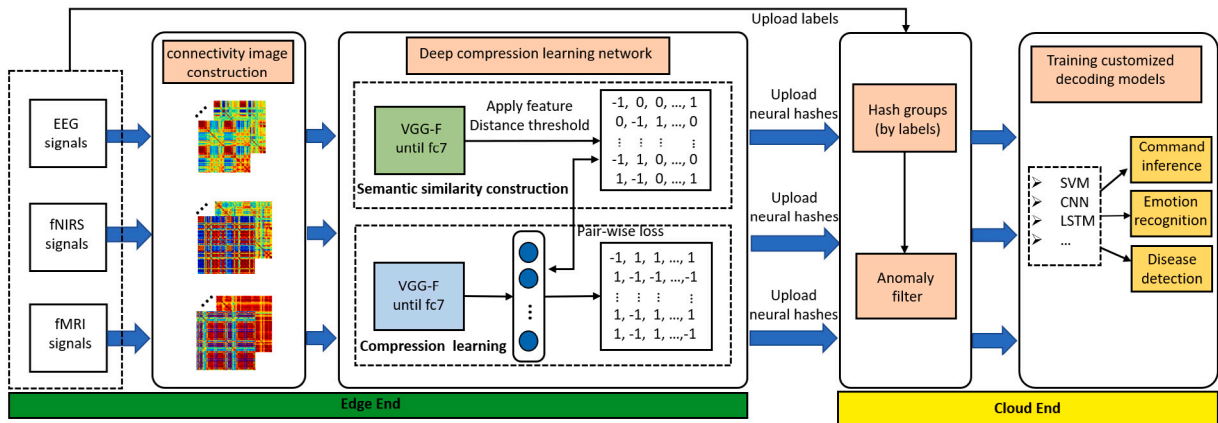 Upload labels
EEG
signals
fNIRS
signals
fMRI
signals
connectivity image
construction
Deep compression learning network
VGG-F
until fc7
Apply feature
Distance threshold
-1, 0, 0, ..., 1
0, -1, 1, ..., 0
⋮ ⋮ ⋮ ⋮
-1, 1, 0, ..., 0
1, -1, 0, ..., 1
Semantic similarity construction
Pair-wise loss
VGG-F
until fc7
...
-1, 1, 1, ..., 1
1, -1, -1, ...,-1
⋮ ⋮ ⋮ ⋮
1, -1, 1, ..., 1
1, -1, 1, ...,-1
Compression learning
Upload
neural hashes
Upload
neural hashes
Upload
neural hashes
Hash groups
(by labels)
Anomaly
filter
Training customized
decoding models
SVM
CNN
LSTM
...
Command
inference
Emotion
recognition
Disease
detection
Edge End
Cloud End